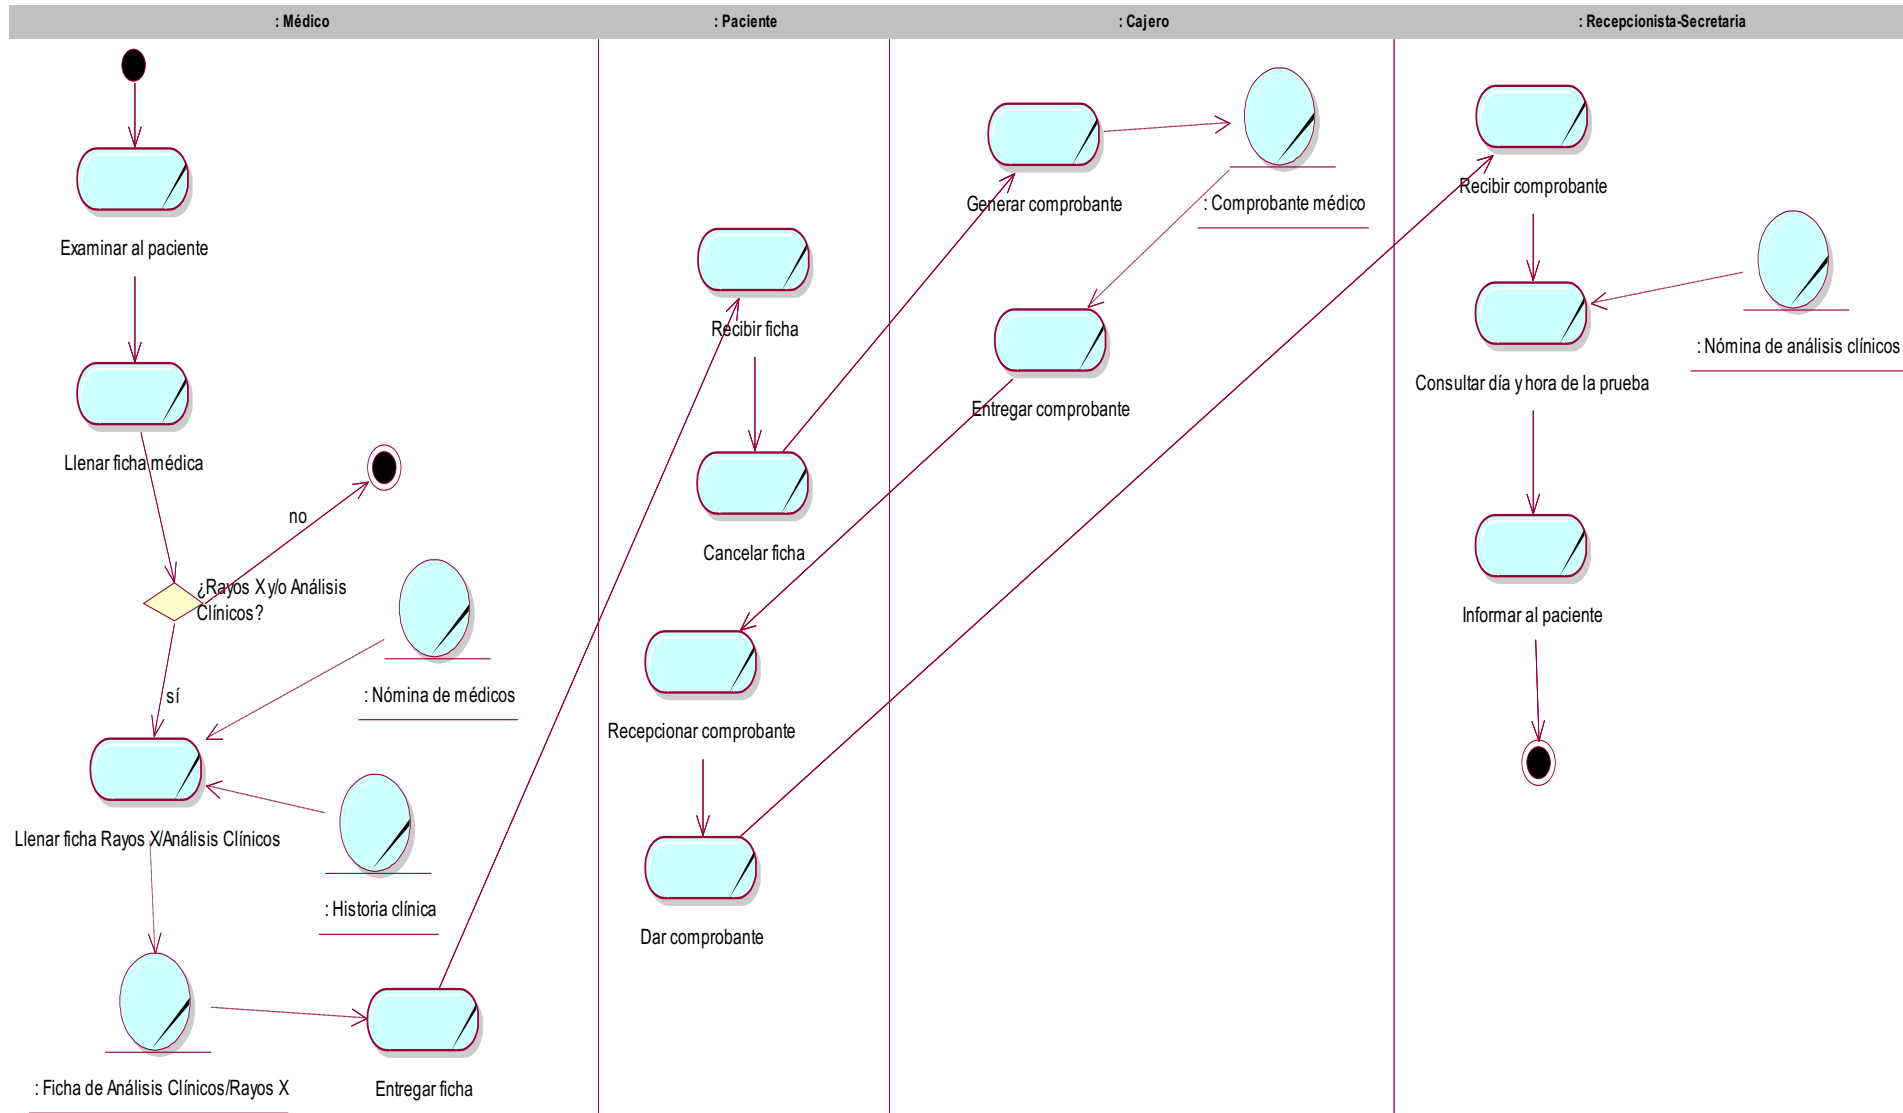 : Médico
: Paciente
: Cajero
: Recepcionista-Secretaria
Examinar al paciente
Llenar ficha médica
no
¿Rayos X y/o Análisis
Clínicos?
: Nómina de médicos
sí
Llenar ficha Rayos X/Análisis Clínicos
: Historia clínica
: Ficha de Análisis Clínicos/Rayos X
Entregar ficha
Recibir ficha
Cancelar ficha
Recepcionar comprobante
Dar comprobante
Generar comprobante
: Comprobante médico
Entregar comprobante
Recibir comprobante
: Nómina de análisis clínicos
Consultar día y hora de la prueba
Informar al paciente